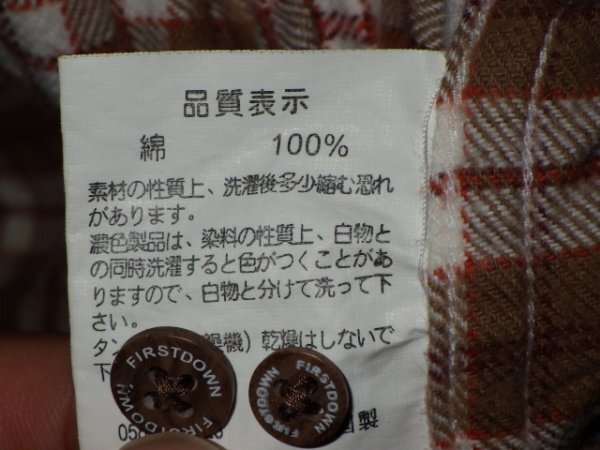 品質表示
綿 100%
素材の性質上、洗濯後多少縮む恐れ
があります。
濃色製品は、染料の性質上、白物と
の同時洗濯すると色がつくことがあ
りますので、白物と分けて洗って下
さい。
タン 燥機）乾燥はしないで
下
FIRSTDOWN FIRSTDOWN
FIRSTDOWN FIRSTDOWN
製